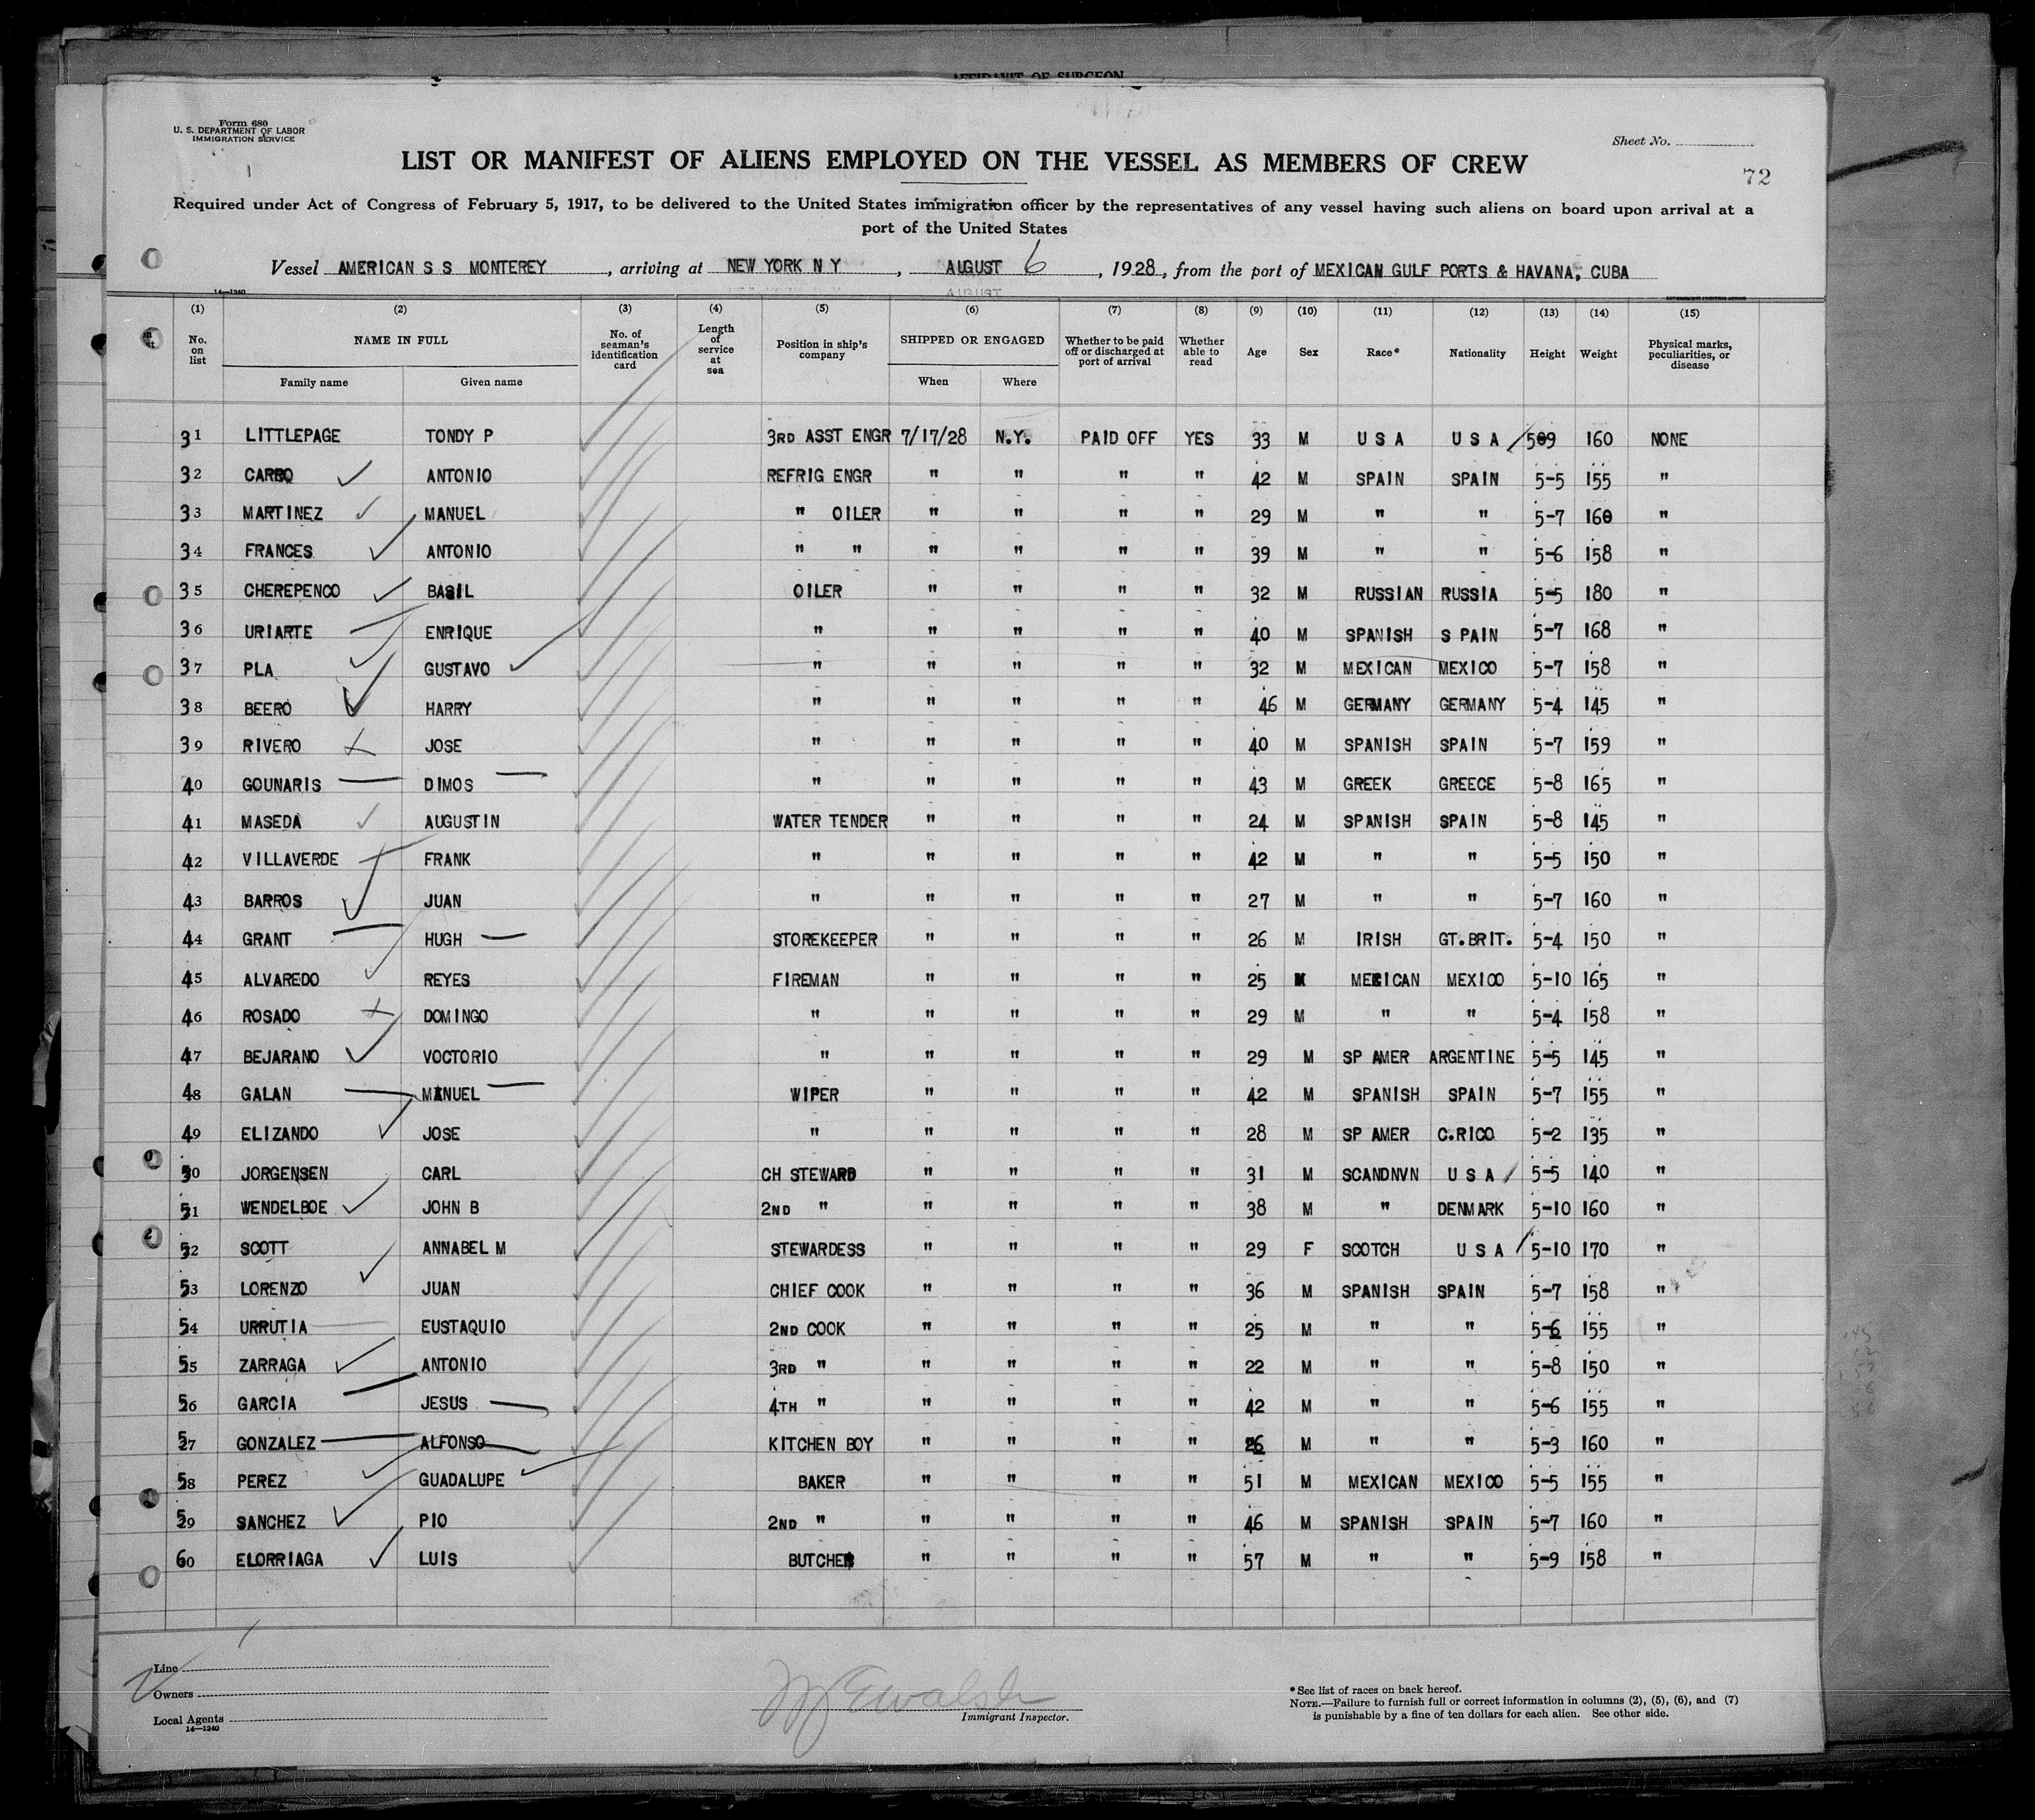 AFFIDAVIT OF SURGEON
Form 680
U. S. DEPARTMENT OF LABOR
IMMIGRATION SERVICE
Sheet No.
LIST OR MANIFEST OF ALIENS EMPLOYED ON THE VESSEL AS MEMBERS OF CREW
72
Required under Act of Congress of February 5, 1917, to be delivered to the United States immigration officer by the representatives of any vessel having such aliens on board upon arrival at a
port of the United States
Vessel AMERICAN S S MONTEREY, arriving at NEW YORK N Y, AUGUST 6, 1928, from the port of MEXICAN GULF PORTS & HAVANA, CUBA
14—1240
(1) (2) (3) (4) (5) (6) (7) (8) (9) (10) (11) (12) (13) (14) (15)
No. on list NAME IN FULL Family name Given name No. of seaman's identification card Length of service at sea Position in ship's company SHIPPED OR ENGAGED When Where Whether to be paid off or discharged at port of arrival Whether able to read Age Sex Race* Nationality Height Weight Physical marks, peculiarities, or disease
31 LITTLEPAGE TONDY P 3RD ASST ENGR 7/17/28 N.Y. PAID OFF YES 33 M U S A U S A 509 160 NONE
32 CARRO ANTONIO REFRIG ENGR " " " " 42 M SPAIN SPAIN 5-5 155 "
33 MARTINEZ MANUEL " OILER " " " " 29 M " " 5-7 160 "
34 FRANCES ANTONIO " " " " " " 39 M " " 5-6 158 "
35 CHEREPENCO BASIL OILER " " " " 32 M RUSSIAN RUSSIA 5-5 180 "
36 URIARTE ENRIQUE " " " " " 40 M SPANISH S PAIN 5-7 168 "
37 PLA GUSTAVO " " " " " 32 M MEXICAN MEXICO 5-7 158 "
38 BEERO HARRY " " " " " 46 M GERMANY GERMANY 5-4 145 "
39 RIVERO JOSE " " " " " 40 M SPANISH SPAIN 5-7 159 "
40 GOUNARIS DIMOS " " " " " 43 M GREEK GREECE 5-8 165 "
41 MASEDA AUGUSTIN WATER TENDER " " " " 24 M SPANISH SPAIN 5-8 145 "
42 VILLAVERDE FRANK " " " " " 42 M " " 5-5 150 "
43 BARROS JUAN " " " " " 27 M " " 5-7 160 "
44 GRANT HUGH STOREKEEPER " " " " 26 M IRISH GT.BRIT. 5-4 150 "
45 ALVAREDO REYES FIREMAN " " " " 25 M MEXICAN MEXICO 5-10 165 "
46 ROSADO DOMINGO " " " " " 29 M " " 5-4 158 "
47 BEJARANO VOCTORIO " " " " " 29 M SP AMER ARGENTINE 5-5 145 "
48 GALAN MANUEL WIPER " " " " 42 M SPANISH SPAIN 5-7 155 "
49 ELIZANDO JOSE " " " " " 28 M SP AMER C.RICO 5-2 135 "
50 JORGENSEN CARL CH STEWARD " " " " 31 M SCANDNVN U S A 5-5 140 "
51 WENDELBOE JOHN B 2ND " " " " " 38 M " DENMARK 5-10 160 "
52 SCOTT ANNABEL M STEWARDESS " " " " 29 F SCOTCH U S A 5-10 170 "
53 LORENZO JUAN CHIEF COOK " " " " 36 M SPANISH SPAIN 5-7 158 "
54 URRUTIA EUSTAQUIO 2ND COOK " " " " 25 M " " 5-6 155 "
55 ZARRAGA ANTONIO 3RD " " " " " 22 M " " 5-8 150 "
56 GARCIA JESUS 4TH " " " " " 42 M " " 5-6 155 "
57 GONZALEZ ALFONSO KITCHEN BOY " " " " 26 M " " 5-3 160 "
58 PEREZ GUADALUPE BAKER " " " " 51 M MEXICAN MEXICO 5-5 155 "
59 SANCHEZ PIO 2ND " " " " " 46 M SPANISH SPAIN 5-7 160 "
60 ELORRIAGA LUIS BUTCHER " " " " 57 M " " 5-9 158 "
Line
Owners
Local Agents
14—1240
Immigrant Inspector.
*See list of races on back hereof.
NOTE.—Failure to furnish full or correct information in columns (2), (5), (6), and (7)
is punishable by a fine of ten dollars for each alien. See other side.